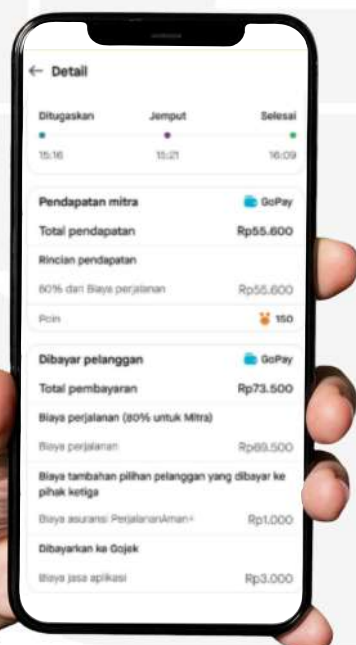 ← Detail
Ditugaskan Jemput Selesai
15:16 15:21 16:09
Pendapatan mitra GoPay
Total pendapatan Rp55.600
Rincian pendapatan
80% dari Biaya perjalanan Rp55.600
Poin 150
Dibayar pelanggan GoPay
Total pembayaran Rp73.500
Biaya perjalanan (80% untuk Mitra)
Biaya perjalanan Rp69.500
Biaya tambahan pilihan pelanggan yang dibayar ke
pihak ketiga
Biaya asuransi PerjalananAman+ Rp1.000
Dibayarkan ke Gojek
Biaya jasa aplikasi Rp3.000